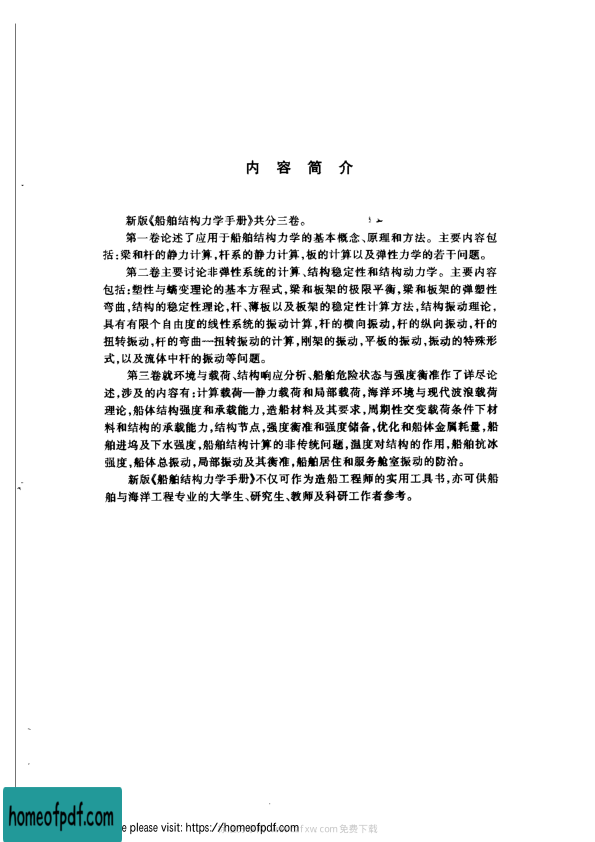 内 容 简 介
新版《船舶结构力学手册》共分三卷。
第一卷论述了应用于船舶结构力学的基本概念、原理和方法。主要内容包
括:梁和杆的静力计算,杆系的静力计算,板的计算以及弹性力学的若干问题。
第二卷主要讨论非弹性系统的计算、结构稳定性和结构动力学。主要内容
包括:塑性与蠕变理论的基本方程式,梁和板架的极限平衡,梁和板架的弹塑性
弯曲,结构的稳定性理论,杆、薄板以及板架的稳定性计算方法,结构振动理论,
具有有限个自由度的线性系统的振动计算,杆的横向振动,杆的纵向振动,杆的
扭转振动,杆的弯曲—扭转振动的计算,刚架的振动,平板的振动,振动的特殊形
式,以及流体中杆的振动等问题。
第三卷就环境与载荷、结构响应分析、船舶危险状态与强度衡准作了详尽论
述,涉及的内容有:计算载荷—静力载荷和局部载荷,海洋环境与现代波浪载荷
理论,船体结构强度和承载能力,造船材料及其要求,周期性交变载荷条件下材
料和结构的承载能力,结构节点,强度衡准和强度储备,优化和船体金属耗量,船
舶进坞及下水强度,船舶结构计算的非传统问题,温度对结构的作用,船舶抗冰
强度,船体总振动,局部振动及其衡准,船舶居住和服务舱室振动的防治。
新版《船舶结构力学手册》不仅可作为造船工程师的实用工具书,亦可供船
舶与海洋工程专业的大学生、研究生、教师及科研工作者参考。
homeofpdf.com
e please visit: https://homeofpdf.com
fxw com免费下载